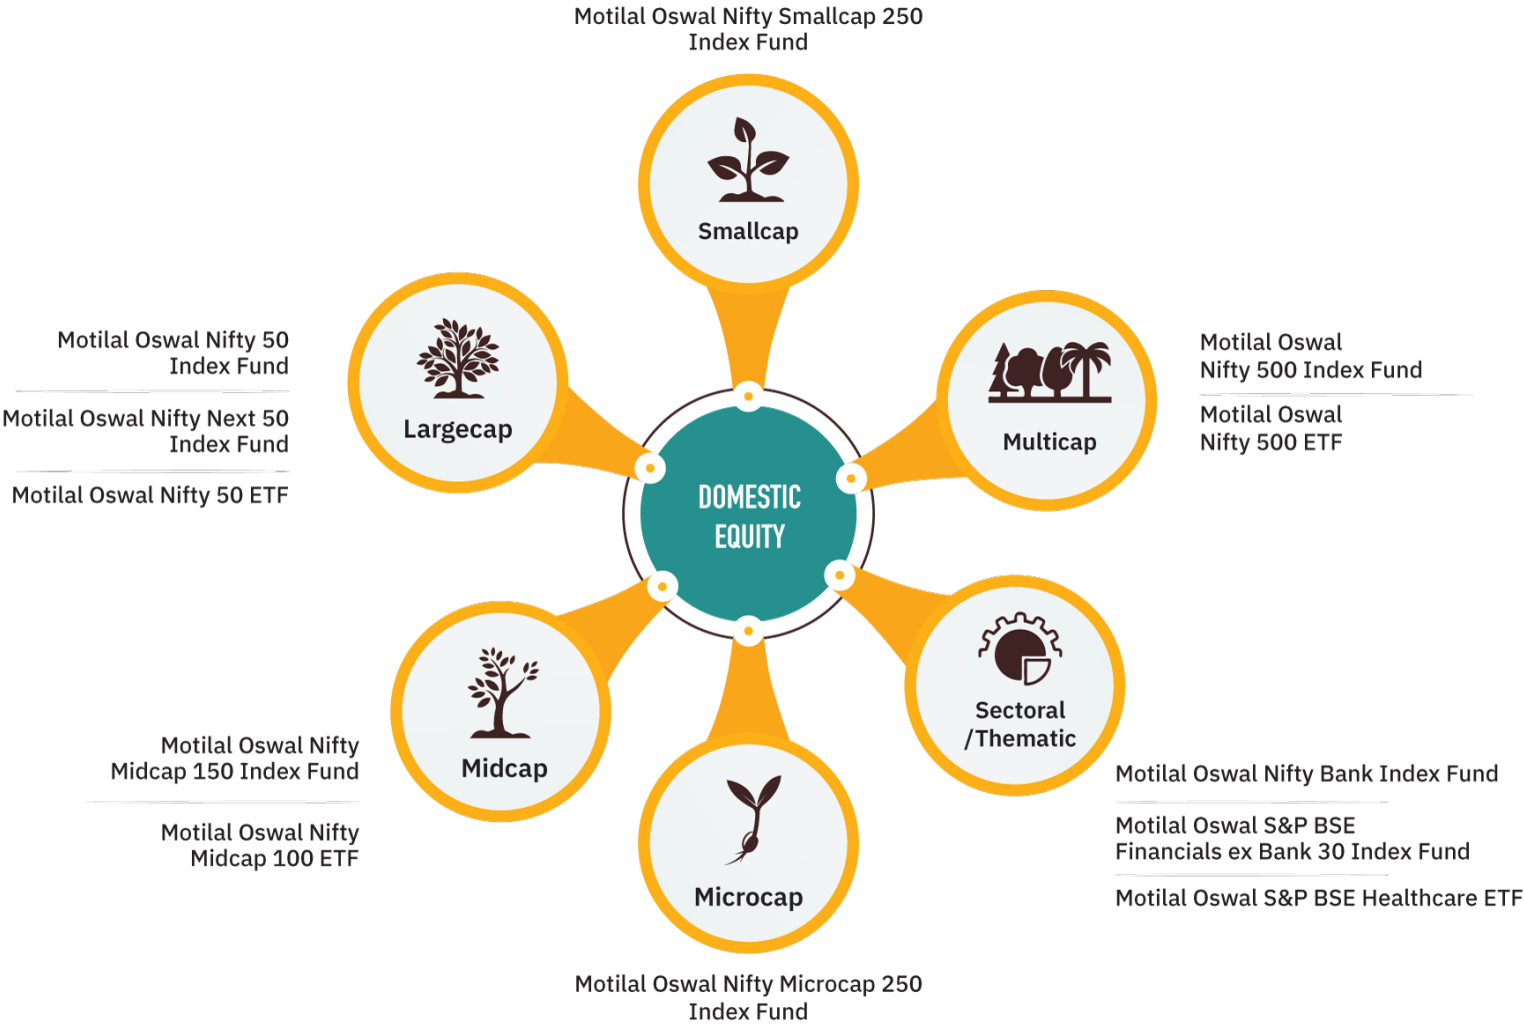 Motilal Oswal Nifty Smallcap 250
Index Fund
Smallcap
Motilal Oswal Nifty 50
Index Fund
Motilal Oswal Nifty Next 50
Index Fund
Motilal Oswal Nifty 50 ETF
Largecap
Multicap
Motilal Oswal
Nifty 500 Index Fund
Motilal Oswal
Nifty 500 ETF
DOMESTIC
EQUITY
Motilal Oswal Nifty
Midcap 150 Index Fund
Motilal Oswal Nifty
Midcap 100 ETF
Midcap
Sectoral
/Thematic
Motilal Oswal Nifty Bank Index Fund
Motilal Oswal S&P BSE
Financials ex Bank 30 Index Fund
Motilal Oswal S&P BSE Healthcare ETF
Microcap
Motilal Oswal Nifty Microcap 250
Index Fund